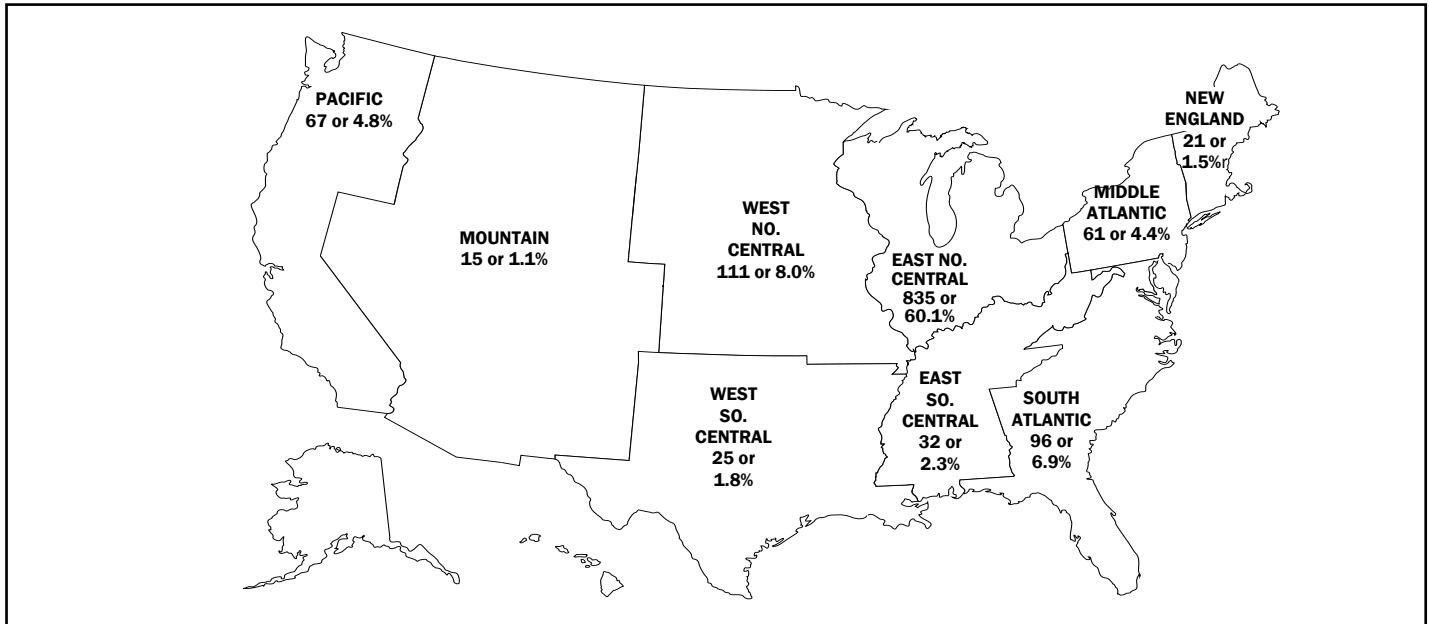 PACIFIC
67 or 4.8%
MOUNTAIN
15 or 1.1%
WEST
NO.
CENTRAL
111 or 8.0%
EAST NO.
CENTRAL
835 or
60.1%
NEW
ENGLAND
21 or
1.5%r
MIDDLE
ATLANTIC
61 or 4.4%
WEST
SO.
CENTRAL
25 or
1.8%
EAST
SO.
CENTRAL
32 or
2.3%
SOUTH
ATLANTIC
96 or
6.9%